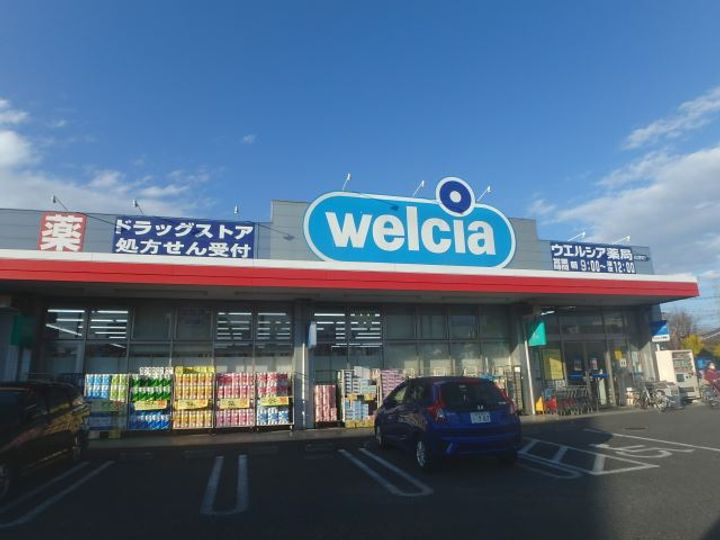 薬
ドラッグストア
処方せん受付
welcia
ウエルシア薬局
9:00~
12:00